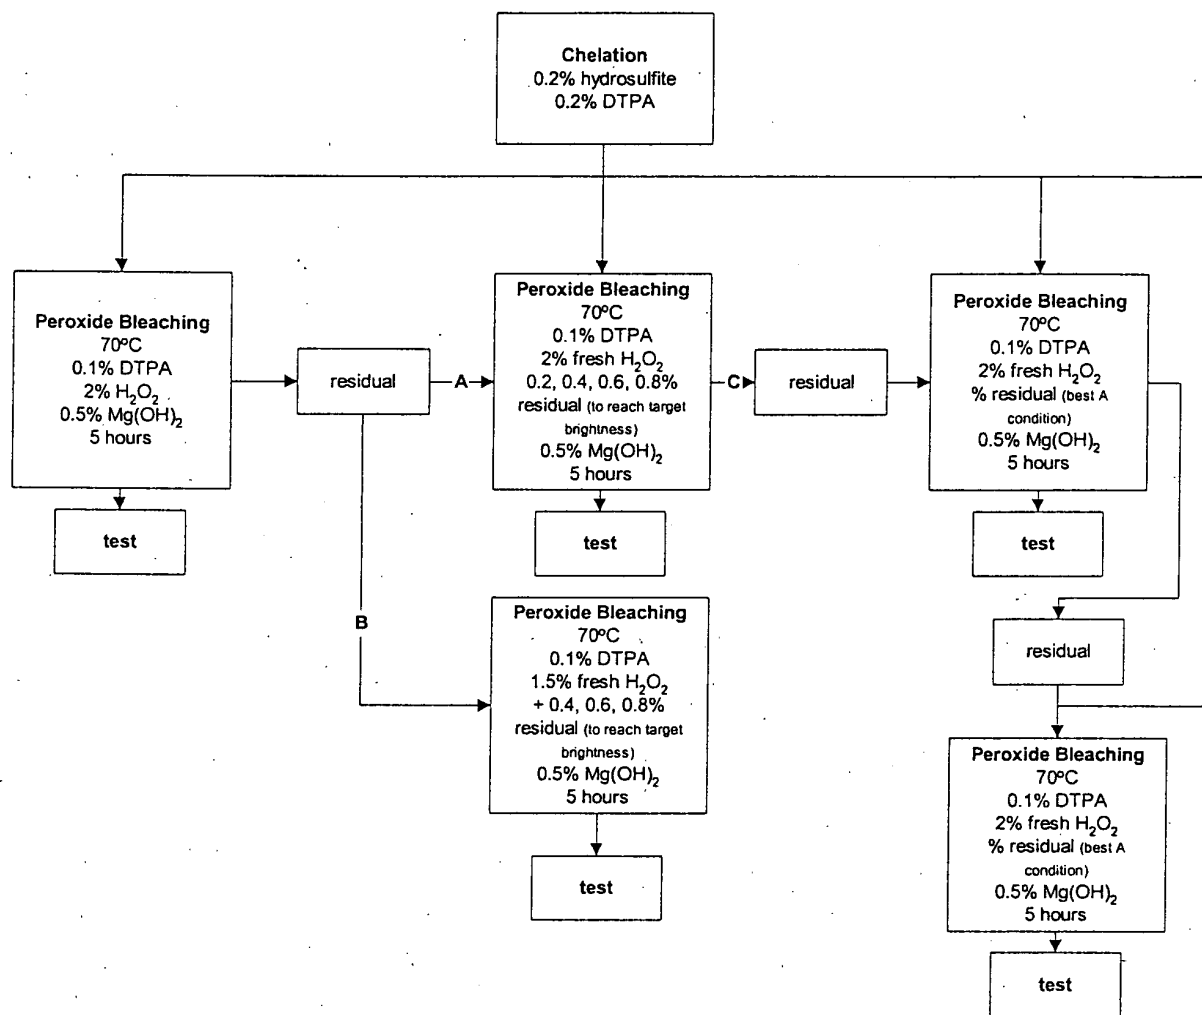 Chelation
0.2% hydrosulfite
0.2% DTPA
Peroxide Bleaching
70ºC
0.1% DTPA
2% H₂O₂
0.5% Mg(OH)₂
5 hours
test
residual
A
B
Peroxide Bleaching
70ºC
0.1% DTPA
2% fresh H₂O₂
0.2, 0.4, 0.6, 0.8%
residual (to reach target
brightness)
0.5% Mg(OH)₂
5 hours
test
Peroxide Bleaching
70ºC
0.1% DTPA
1.5% fresh H₂O₂
+ 0.4, 0.6, 0.8%
residual (to reach target
brightness)
0.5% Mg(OH)₂
5 hours
test
C
residual
Peroxide Bleaching
70ºC
0.1% DTPA
2% fresh H₂O₂
% residual (best A
condition)
0.5% Mg(OH)₂
5 hours
test
residual
Peroxide Bleaching
70ºC
0.1% DTPA
2% fresh H₂O₂
% residual (best A
condition)
0.5% Mg(OH)₂
5 hours
test